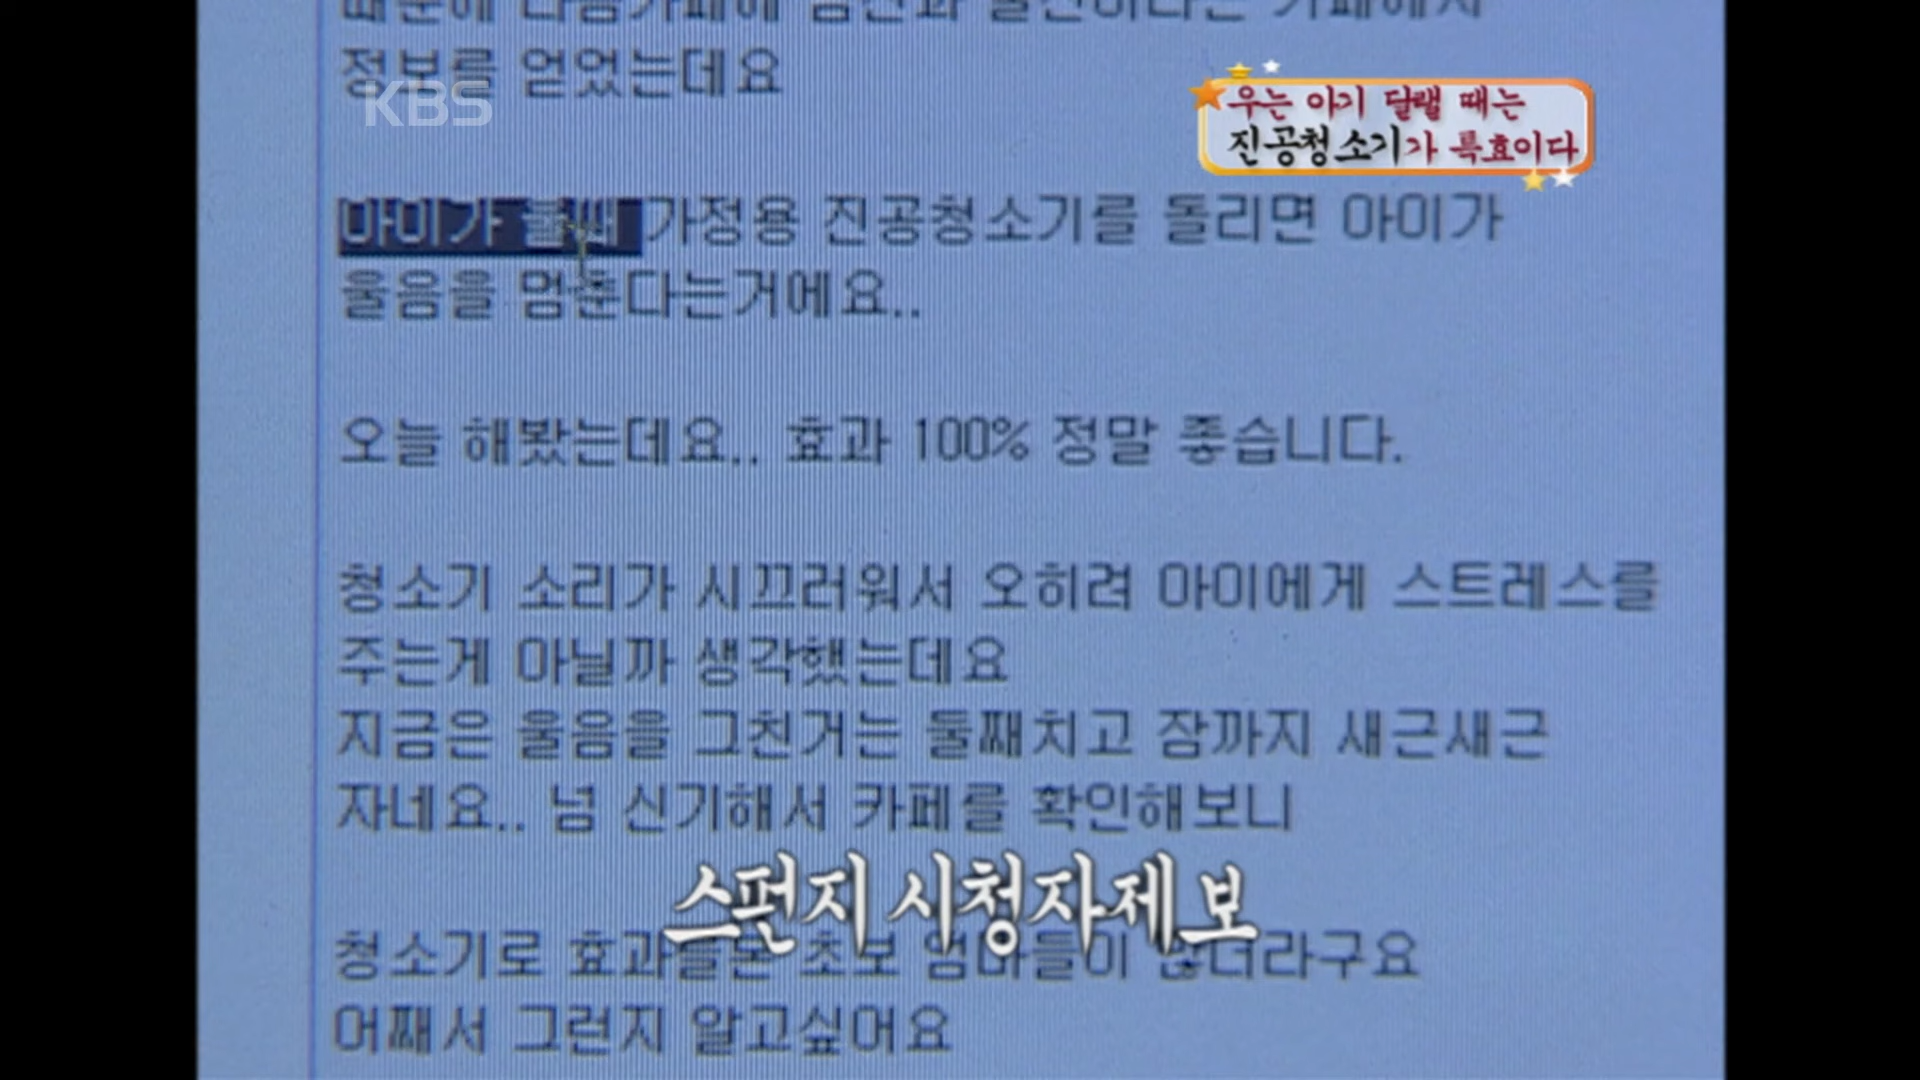 정보를 얻었는데요
KBS
우는 아기 달랠 때는
진공청소기가 특효이다
아이가 울때 가정용 진공청소기를 돌리면 아이가
울음을 멈춘다는거에요..
오늘 해봤는데요.. 효과 100% 정말 좋습니다.
청소기 소리가 시끄러워서 오히려 아이에게 스트레스를
주는게 아닐까 생각했는데요
지금은 울음을 그친거는 둘째치고 잠까지 새근새근
자네요.. 넘 신기해서 카페를 확인해보니
스펀지 시청자제보
청소기로 효과를본 초보 엄마들이 많더라구요
어째서 그런지 알고싶어요